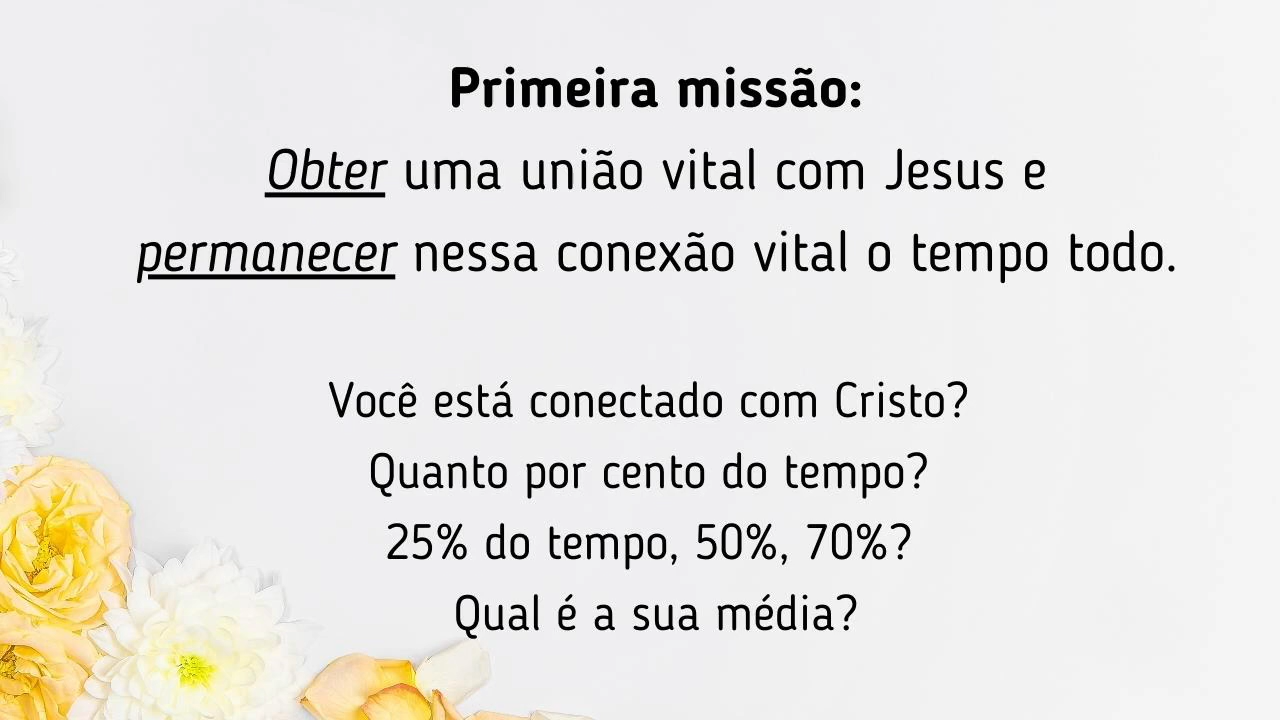 Primeira missão:
Obter uma união vital com Jesus e
permanecer nessa conexão vital o tempo todo.
Você está conectado com Cristo?
Quanto por cento do tempo?
25% do tempo, 50%, 70%?
Qual é a sua média?